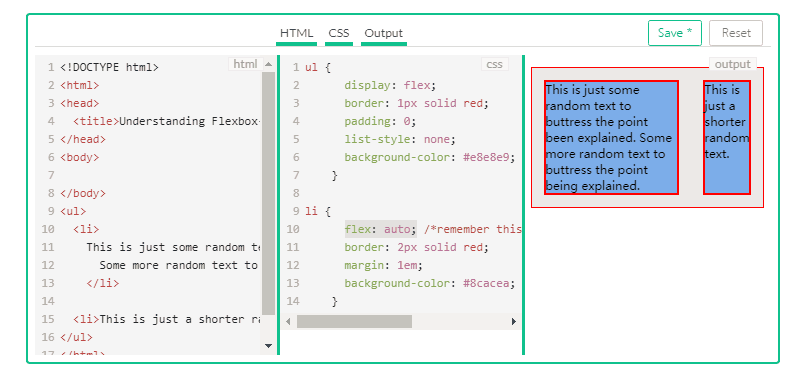 HTML CSS Output Save * Reset
html
1 <!DOCTYPE html>
2 <html>
3 <head>
4 <title>Understanding Flexbox
5 </head>
6 <body>
7
8 </body>
9 <ul>
10 <li>
11 This is just some random te
12 Some more random text to
13 </li>
14
15 <li>This is just a shorter ra
16 </ul>
17 </html>
css
1 ul {
2 display: flex;
3 border: 1px solid red;
4 padding: 0;
5 list-style: none;
6 background-color: #e8e8e9;
7 }
8
9 li {
10 flex: auto; /*remember this
11 border: 2px solid red;
12 margin: 1em;
13 background-color: #8cacea;
14 }
output
This is just some
random text to
buttress the point
been explained. Some
more random text to
buttress the point
being explained.
This is
just a
shorter
random
text.